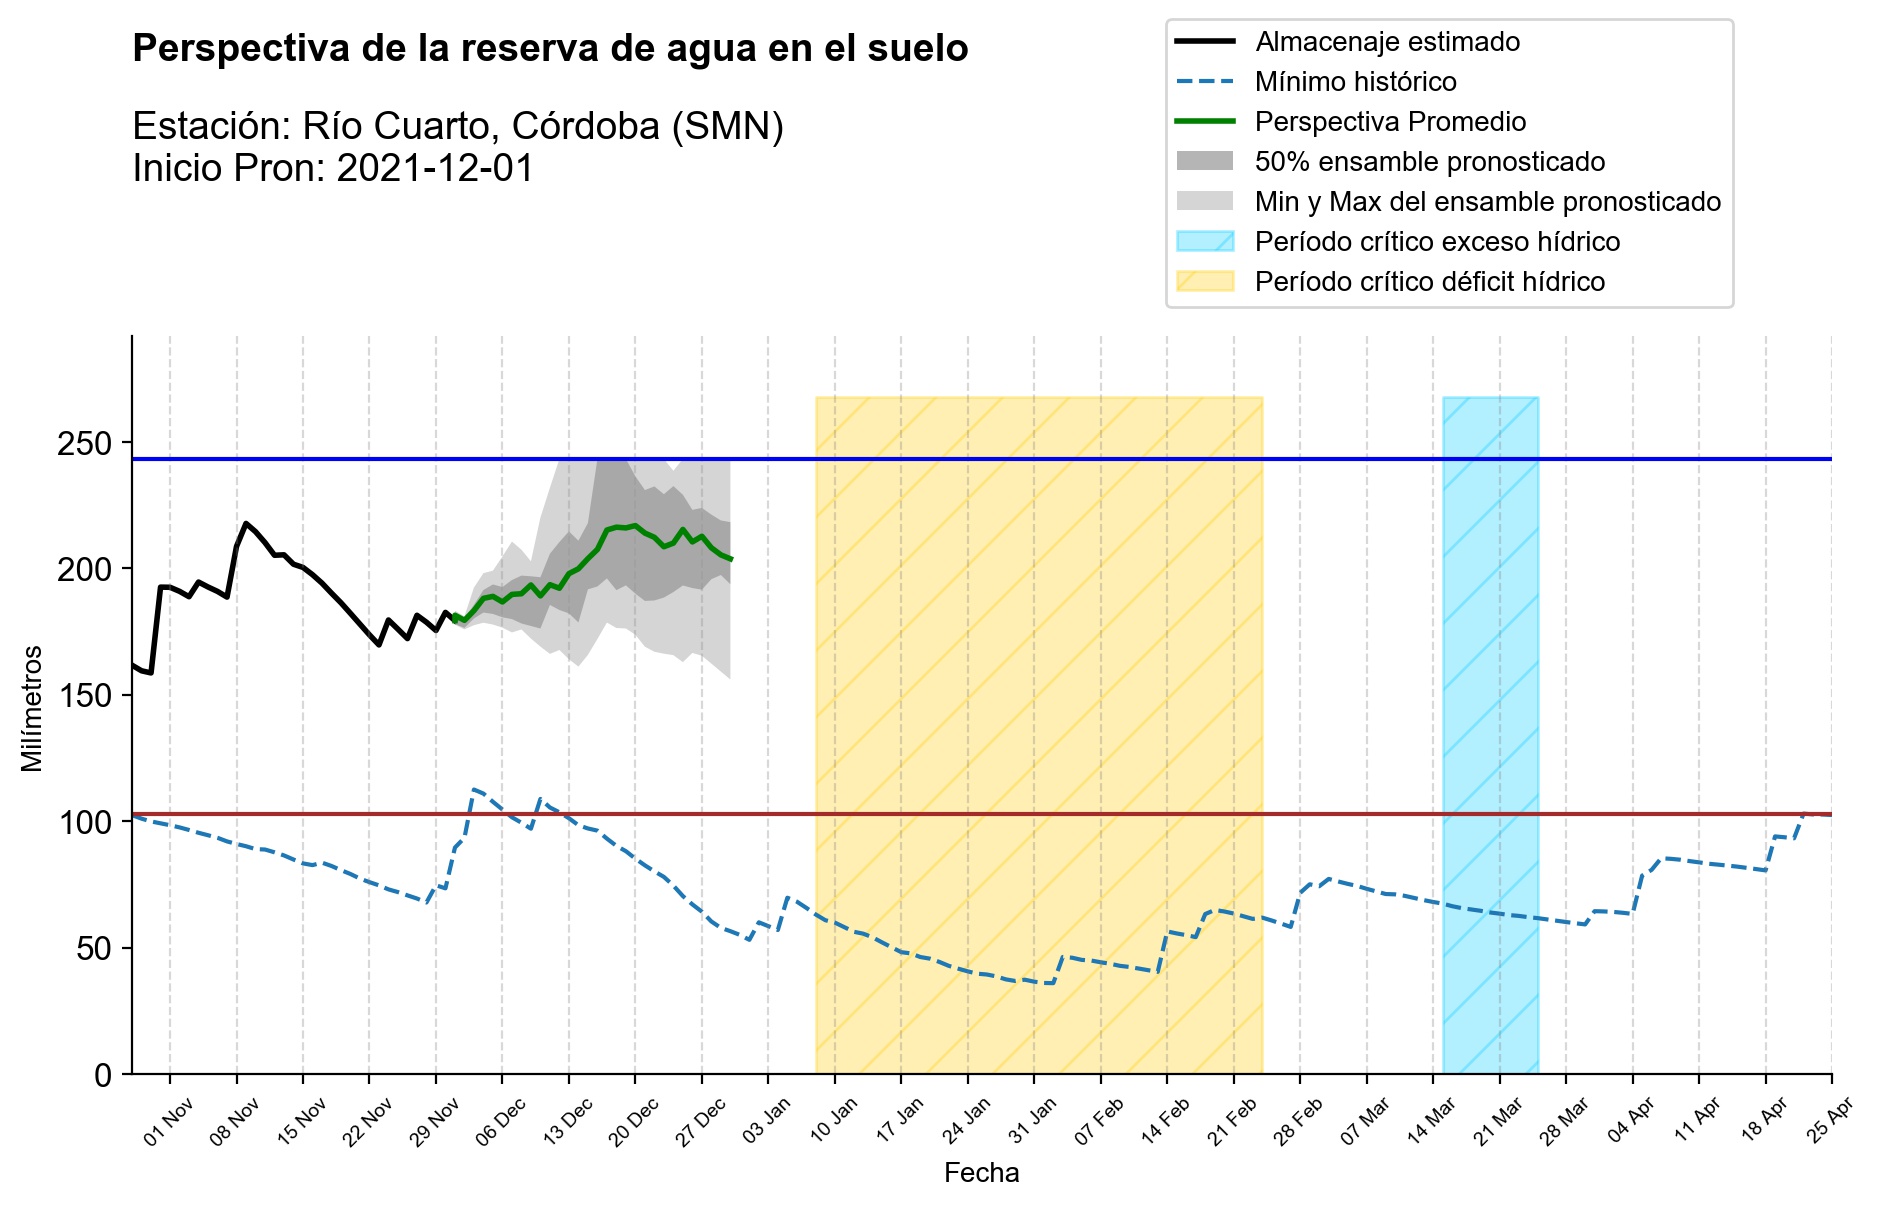 Perspectiva de la reserva de agua en el suelo
Estación: Río Cuarto, Córdoba (SMN)
Inicio Pron: 2021-12-01
Almacenaje estimado
Mínimo histórico
Perspectiva Promedio
50% ensamble pronosticado
Min y Max del ensamble pronosticado
Período crítico exceso hídrico
Período crítico déficit hídrico
250
200
150
100
50
0
Milímetros
01 Nov
08 Nov
15 Nov
22 Nov
29 Nov
06 Dec
13 Dec
20 Dec
27 Dec
03 Jan
10 Jan
17 Jan
24 Jan
31 Jan
07 Feb
14 Feb
21 Feb
28 Feb
07 Mar
14 Mar
21 Mar
28 Mar
04 Apr
11 Apr
18 Apr
25 Apr
Fecha